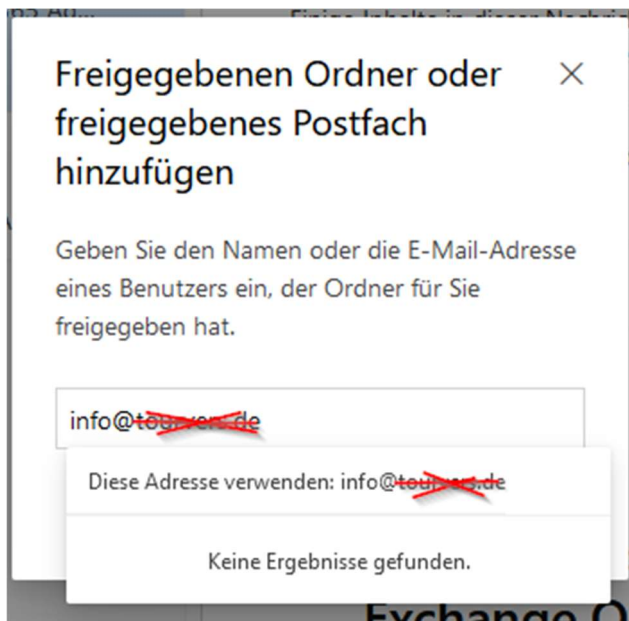 Freigegebenen Ordner oder
freigegebenes Postfach
hinzufügen
Geben Sie den Namen oder die E-Mail-Adresse
eines Benutzers ein, der Ordner für Sie
freigegeben hat.
info@
Diese Adresse verwenden: info@
Keine Ergebnisse gefunden.
Exchange O